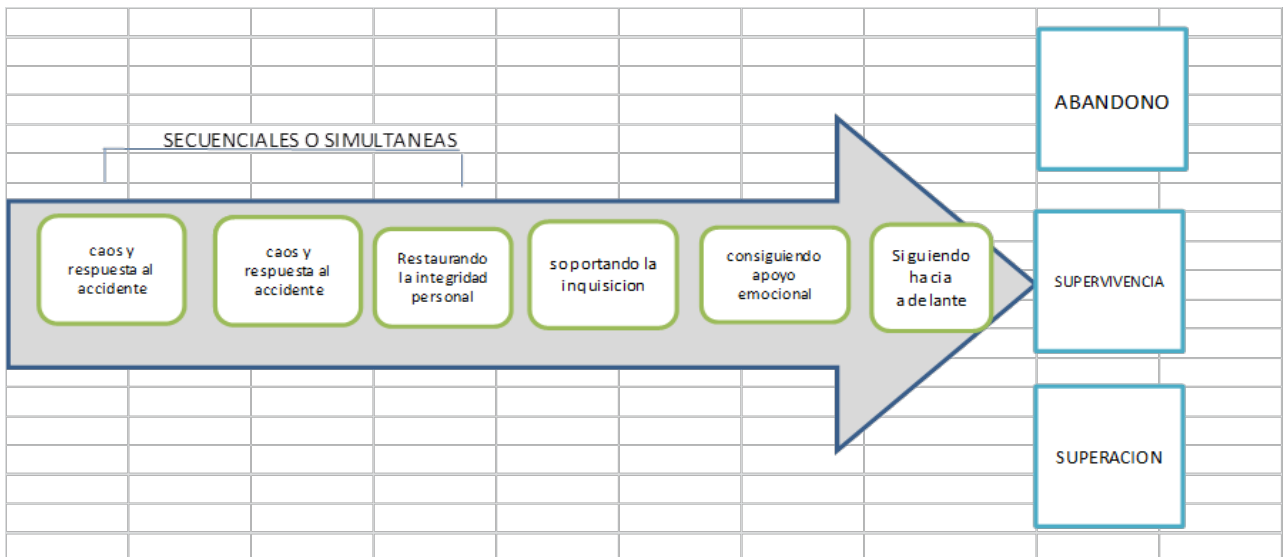 SECUENCIALES O SIMULTANEAS
caos y
respuesta al
accidente
caos y
respuesta al
accidente
Restaurando
la integridad
personal
soportando la
inquisicion
consiguiendo
apoyo
emocional
Siguiendo
hacia
adelante
ABANDONO
SUPERVIVENCIA
SUPERACION